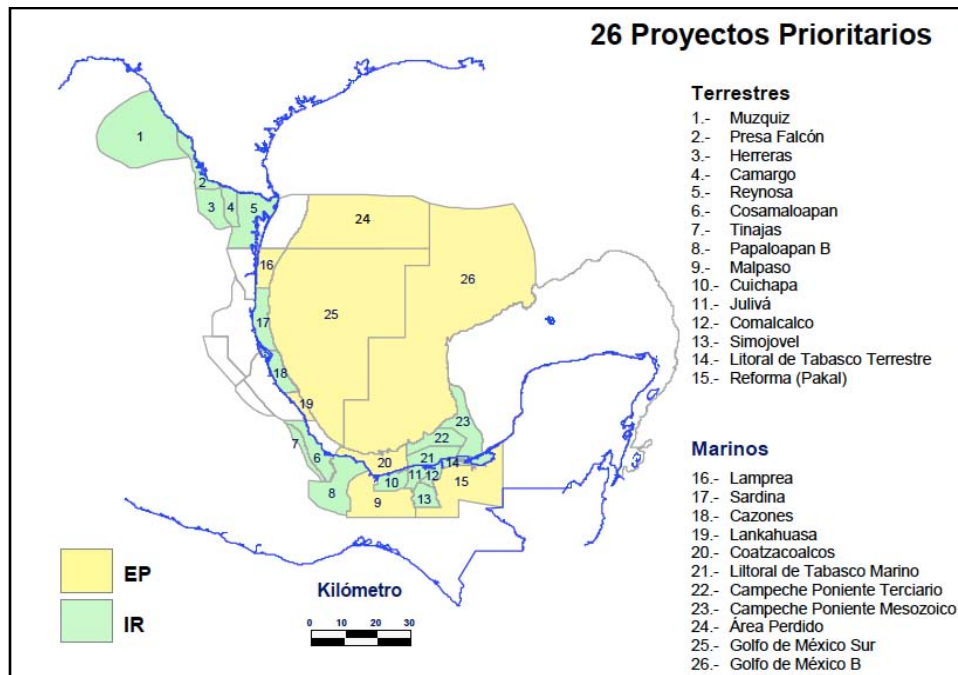 26 Proyectos Prioritarios
Terrestres
1.- Muzquiz
2.- Presa Falcón
3.- Herreras
4.- Camargo
5.- Reynosa
6.- Cosamaloapan
7.- Tinajas
8.- Papaloapan B
9.- Malpaso
10.- Cuichapa
11.- Julivá
12.- Comalcalco
13.- Simojovel
14.- Litoral de Tabasco Terrestre
15.- Reforma (Pakal)
Marinos
16.- Lamprea
17.- Sardina
18.- Cazones
19.- Lankahuasa
20.- Coatzacoalcos
21.- Liltoral de Tabasco Marino
22.- Campeche Poniente Terciario
23.- Campeche Poniente Mesozoico
24.- Área Perdido
25.- Golfo de México Sur
26.- Golfo de México B
1
2
3
4
5
24
16
26
25
17
18
19
23
22
7
6
20
21
14
11
12
10
15
8
9
13
EP
IR
Kilómetro
0 10 20 30